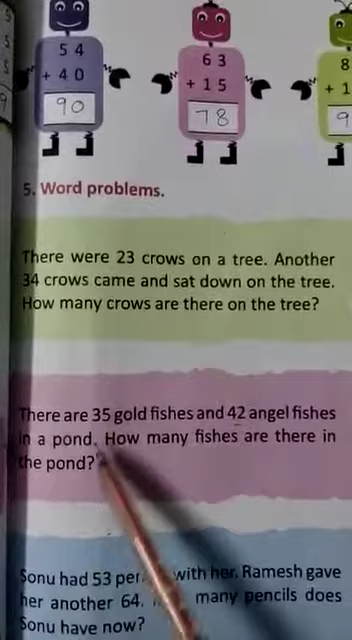 5 4
+ 4 0
90
6 3
+ 1 5
78
8
+ 1
9
5. Word problems.
There were 23 crows on a tree. Another
34 crows came and sat down on the tree.
How many crows are there on the tree?
There are 35 gold fishes and 42 angel fishes
in a pond. How many fishes are there in
the pond?
Sonu had 53 with her. Ramesh gave
her another 64. many pencils does
Sonu have now?